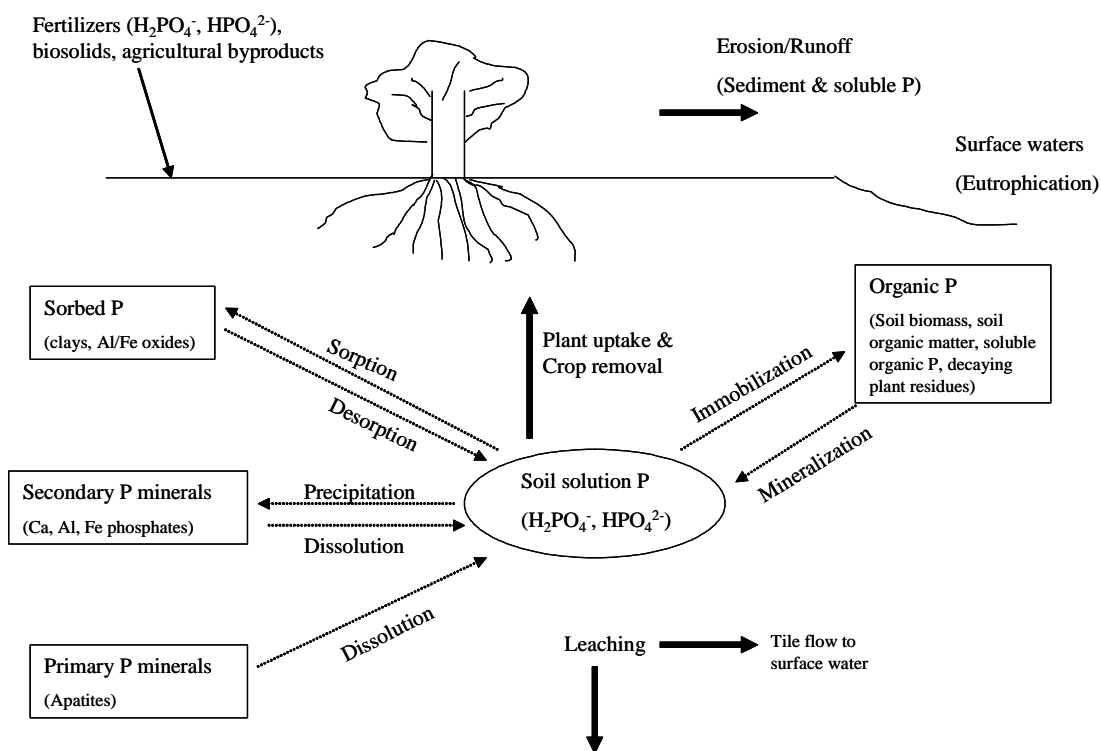 Fertilizers (H₂PO₄⁻, HPO₄²⁻),
biosolids, agricultural byproducts
Erosion/Runoff
(Sediment & soluble P)
Surface waters
(Eutrophication)
Sorbed P
(clays, Al/Fe oxides)
Sorption
Desorption
Plant uptake &
Crop removal
Immobilization
Mineralization
Organic P
(Soil biomass, soil
organic matter, soluble
organic P, decaying
plant residues)
Secondary P minerals
(Ca, Al, Fe phosphates)
Precipitation
Dissolution
Soil solution P
(H₂PO₄⁻, HPO₄²⁻)
Dissolution
Primary P minerals
(Apatites)
Leaching
Tile flow to
surface water